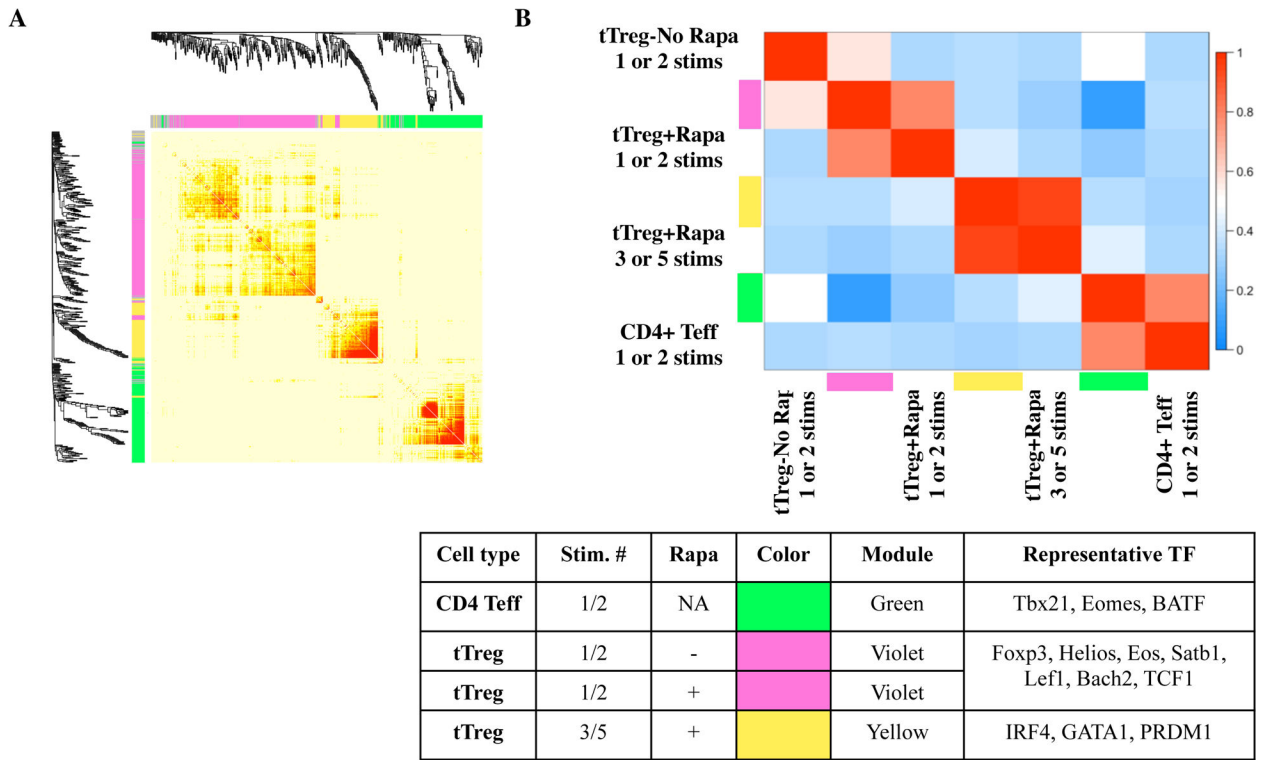 A
B
tTreg-No Rapa
1 or 2 stims
tTreg+Rapa
1 or 2 stims
tTreg+Rapa
3 or 5 stims
CD4+ Teff
1 or 2 stims
1
0.8
0.6
0.4
0.2
0
tTreg-No Rap
1 or 2 stims
tTreg+Rapa
1 or 2 stims
tTreg+Rapa
3 or 5 stims
CD4+ Teff
1 or 2 stims
Cell type Stim. # Rapa Color Module Representative TF
CD4 Teff 1/2 NA Green Tbx21, Eomes, BATF
tTreg 1/2 - Violet Foxp3, Helios, Eos, Satb1,
Lef1, Bach2, TCF1
tTreg 1/2 + Violet
tTreg 3/5 + Yellow IRF4, GATA1, PRDM1